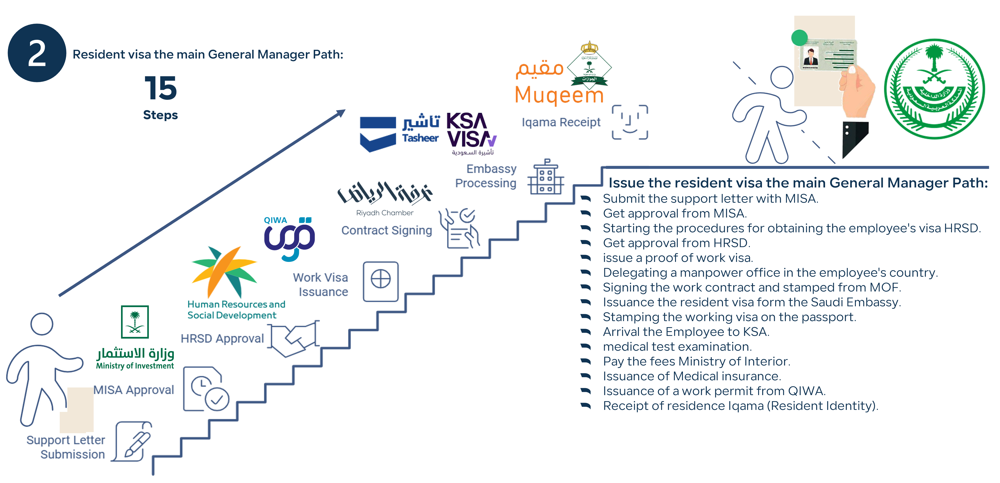 2
Resident visa the main General Manager Path:
15
Steps
مقيم
Muqeem
الجوازات
Iqama Receipt
تأشير
Tasheer
KSA
VISA
تأشيرة السعودية
Embassy
Processing
غرفة الرياض
Riyadh Chamber
Contract Signing
QIWA
قوى
Work Visa
Issuance
Human Resources and
Social Development
HRSD Approval
وزارة الاستثمار
Ministry of Investment
MISA Approval
Support Letter
Submission
وزارة الداخلية
المملكة العربية السعودية
Issue the resident visa the main General Manager Path:
Submit the support letter with MISA.
Get approval from MISA.
Starting the procedures for obtaining the employee's visa HRSD.
Get approval from HRSD.
issue a proof of work visa.
Delegating a manpower office in the employee's country.
Signing the work contract and stamped from MOF.
Issuance the resident visa form the Saudi Embassy.
Stamping the working visa on the passport.
Arrival the Employee to KSA.
medical test examination.
Pay the fees Ministry of Interior.
Issuance of Medical insurance.
Issuance of a work permit from QIWA.
Receipt of residence Iqama (Resident Identity).